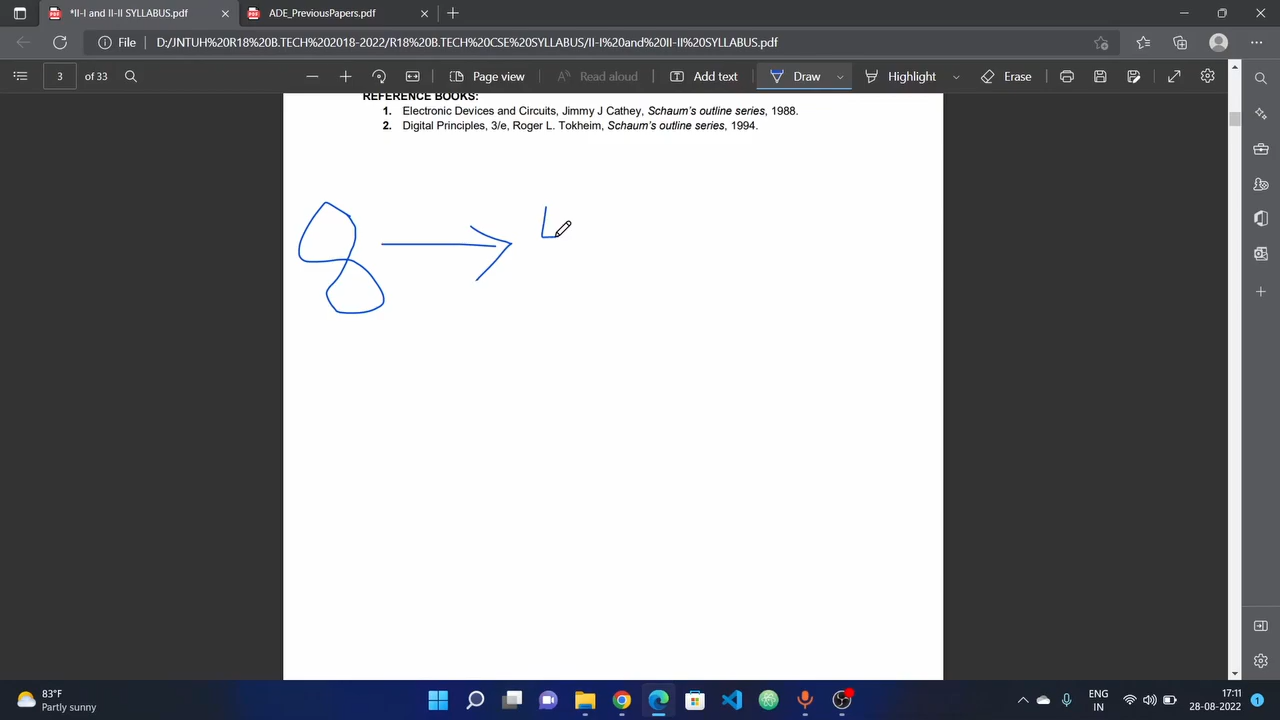 *II-I and II-II SYLLABUS.pdf
ADE_PreviousPapers.pdf
File D:/JNTUH%20R18%20B.TECH%202018-2022/R18%20B.TECH%20CSE%20SYLLABUS/II-I%20and%20II-II%20SYLLABUS.pdf
3 of 33 Page view Read aloud Add text Draw Highlight Erase
REFERENCE BOOKS:
1. Electronic Devices and Circuits, Jimmy J Cathey, Schaum's outline series, 1988.
2. Digital Principles, 3/e, Roger L. Tokheim, Schaum's outline series, 1994.
8
83°F
Partly sunny
ENG
IN
17:11
28-08-2022
1